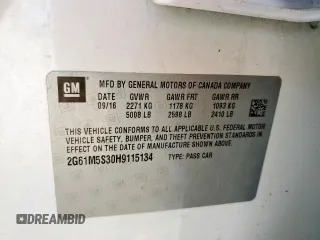 GM
MFD BY GENERAL MOTORS OF CANADA COMPANY
DATE GVWR GAWR FRT GAWR RR
09/16 2271 KG 1178 KG 1093 KG
5008 LB 2598 LB 2410 LB
THIS VEHICLE CONFORMS TO ALL APPLICABLE U.S. FEDERAL MOTOR
VEHICLE SAFETY, BUMPER, AND THEFT PREVENTION STANDARDS
IN EFFECT ON THE DATE OF MANUFACTURE SHOWN ABOVE.
2G61M5S30H9115134 TYPE: PASS CAR
DREAMBID